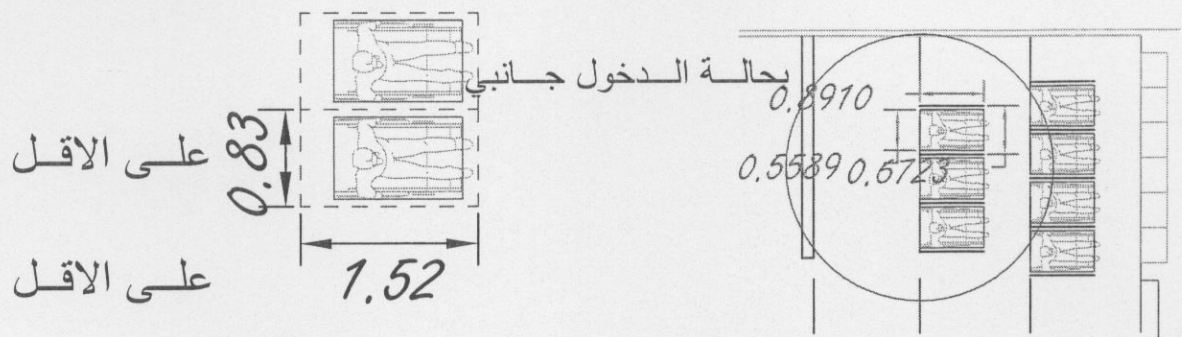 بحالة الدخول جانبي
0.8910
0.83
على الاقل
0.5589 0.6723
على الاقل
1.52